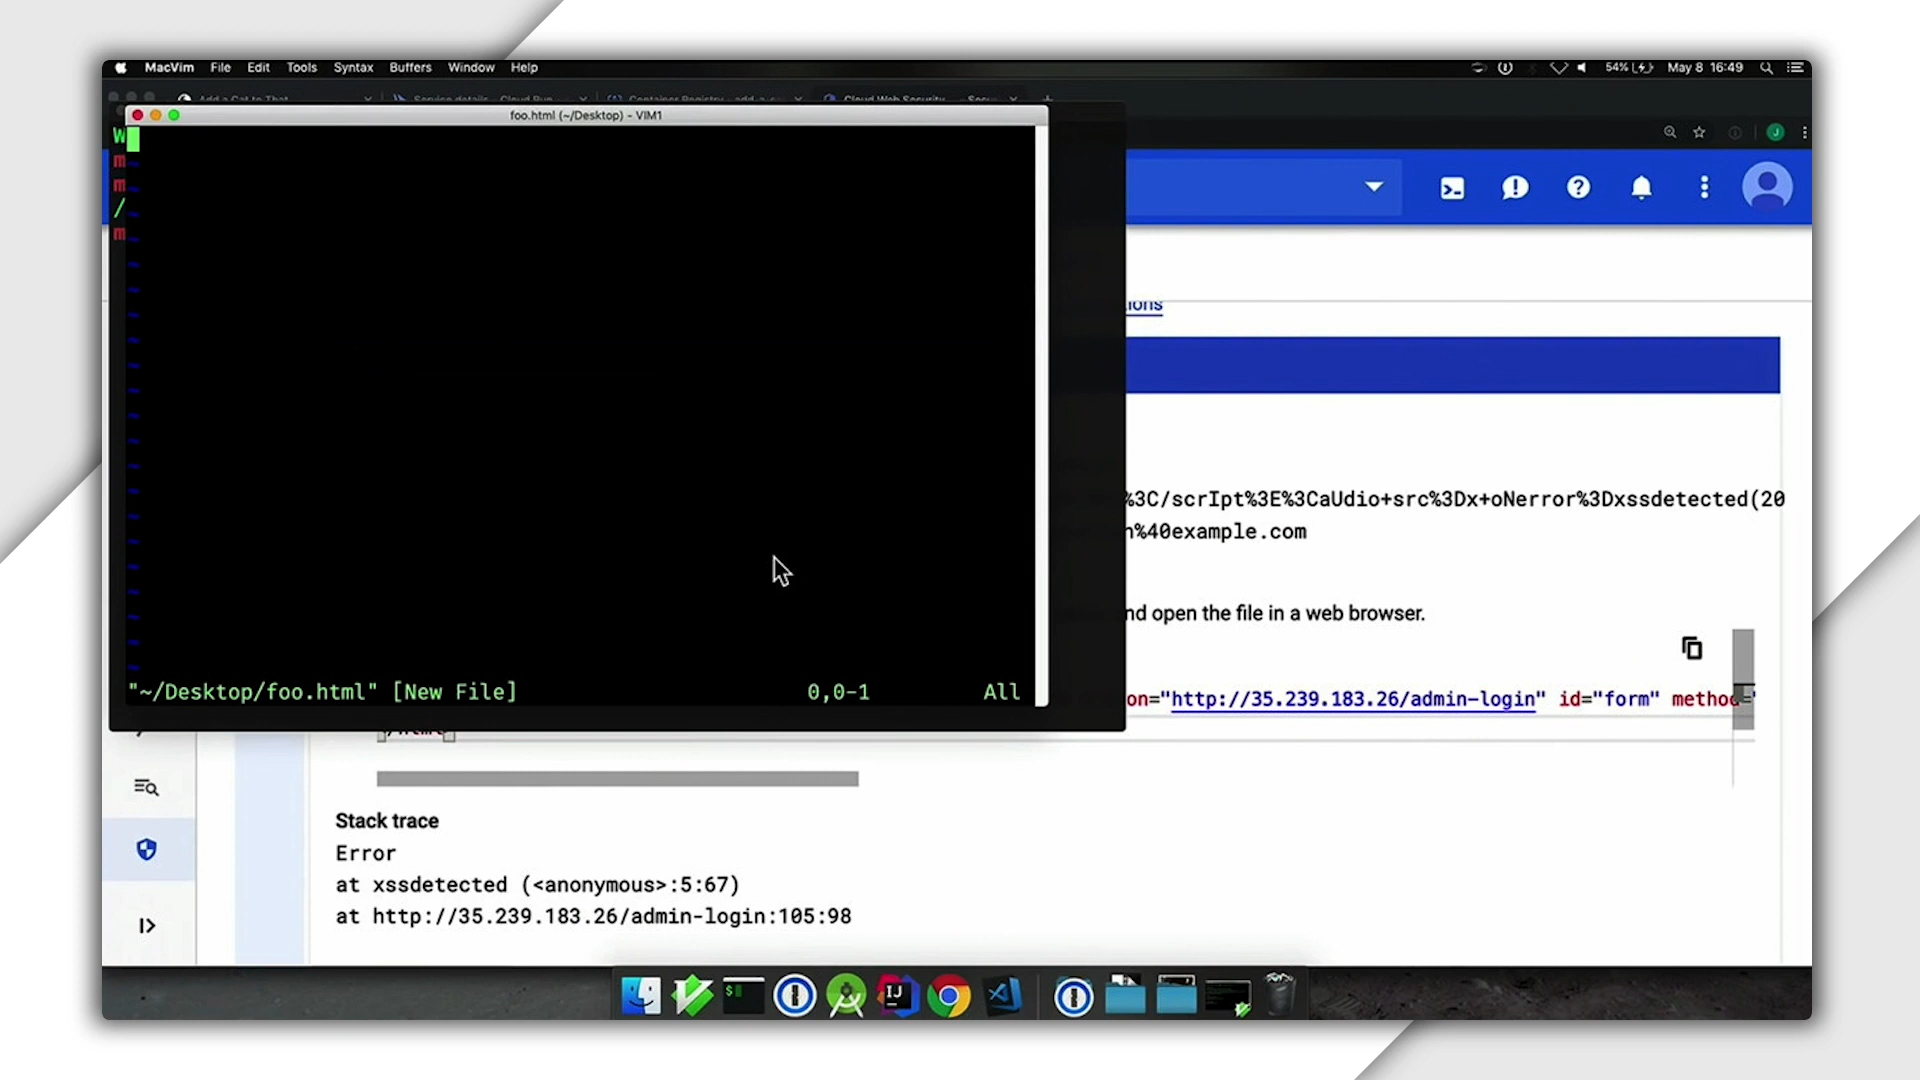 MacVim File Edit Tools Syntax Buffers Window Help
54% May 8 16:49
Add a Cat to That
Service details - Cloud Run
Container Registry - add-a-
Cloud Web Security
foo.html (~/Desktop) - VIM1
W
m
m
/
m
J
ions
%3C/scrIpt%3E%3CaUdio+src%3Dx+oNerror%3Dxssdetected(20
n%40example.com
nd open the file in a web browser.
on="http://35.239.183.26/admin-login" id="form" method="
"~/Desktop/foo.html" [New File] 0,0-1 All
</html>
Stack trace
Error
at xssdetected (<anonymous>:5:67)
at http://35.239.183.26/admin-login:105:98
IJ